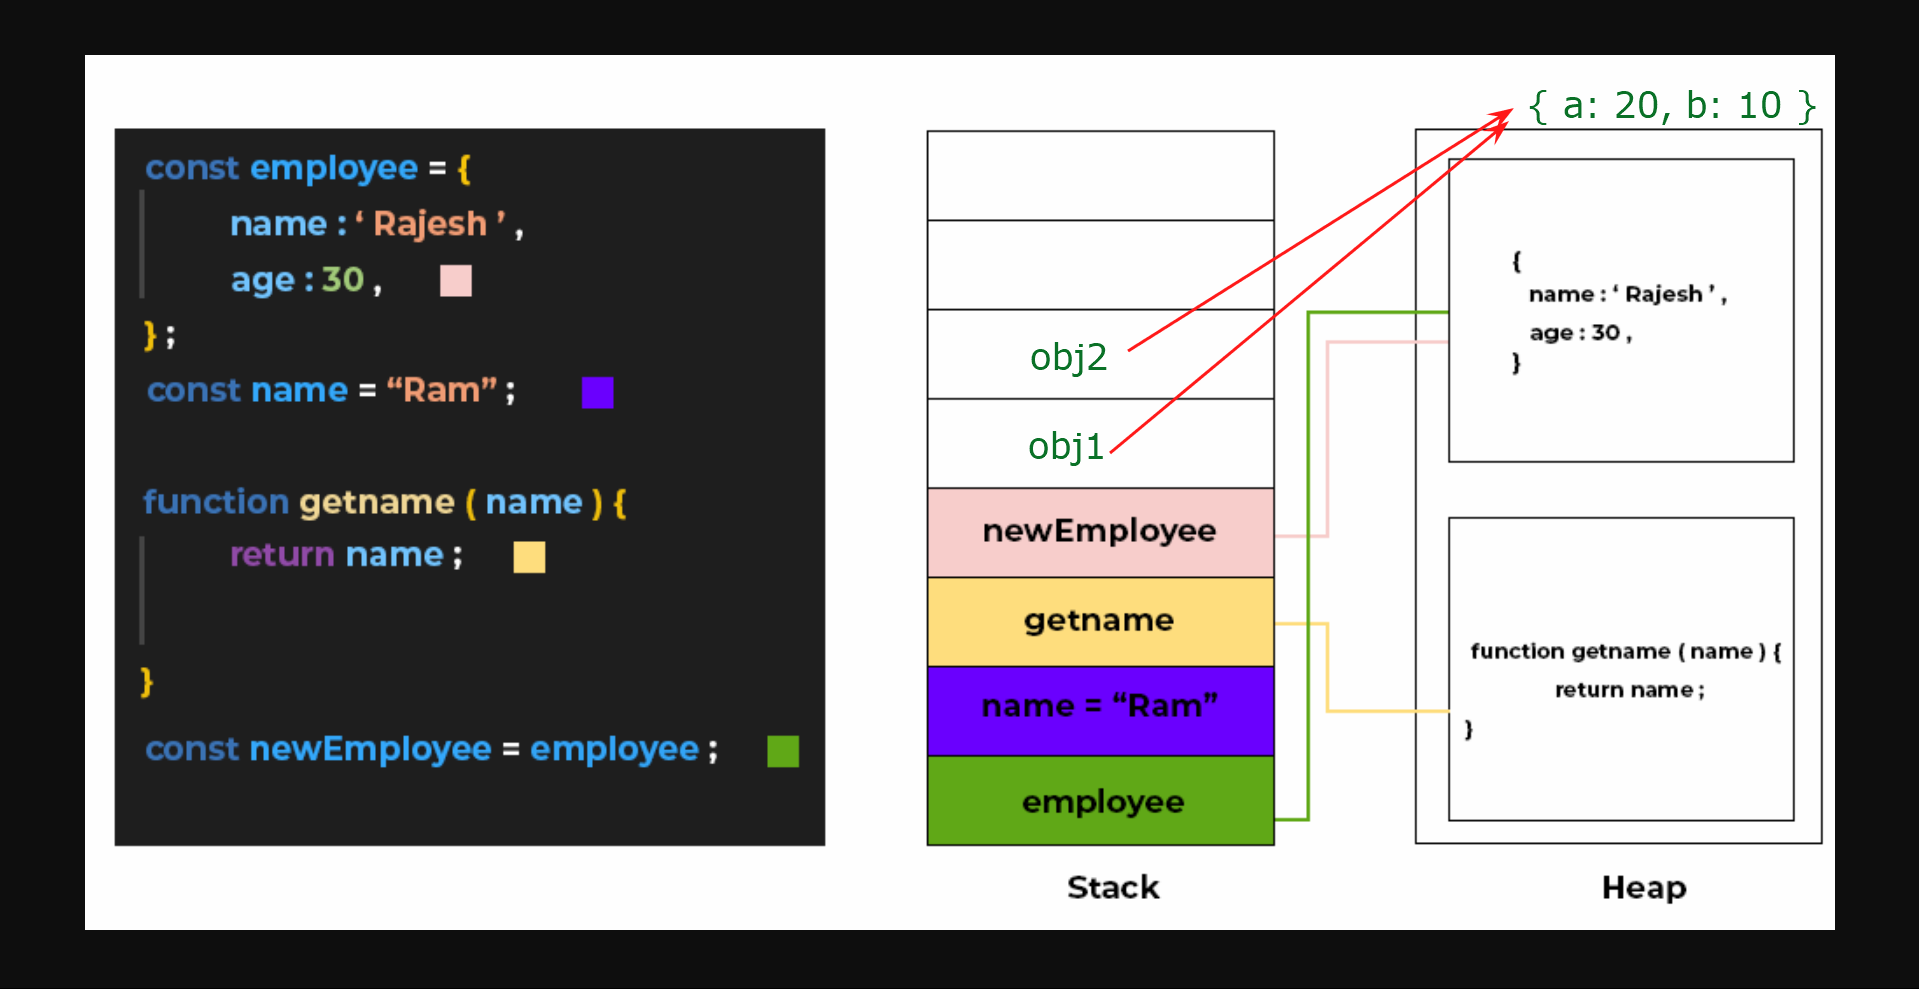 const employee = {
name : ‘ Rajesh ’ ,
age : 30 ,
} ;
const name = “Ram” ;
function getname ( name ) {
return name ;
}
const newEmployee = employee ;
obj2
obj1
newEmployee
getname
name = “Ram”
employee
Stack
{ a: 20, b: 10 }
{
name : ‘ Rajesh ’ ,
age : 30 ,
}
function getname ( name ) {
return name ;
}
Heap